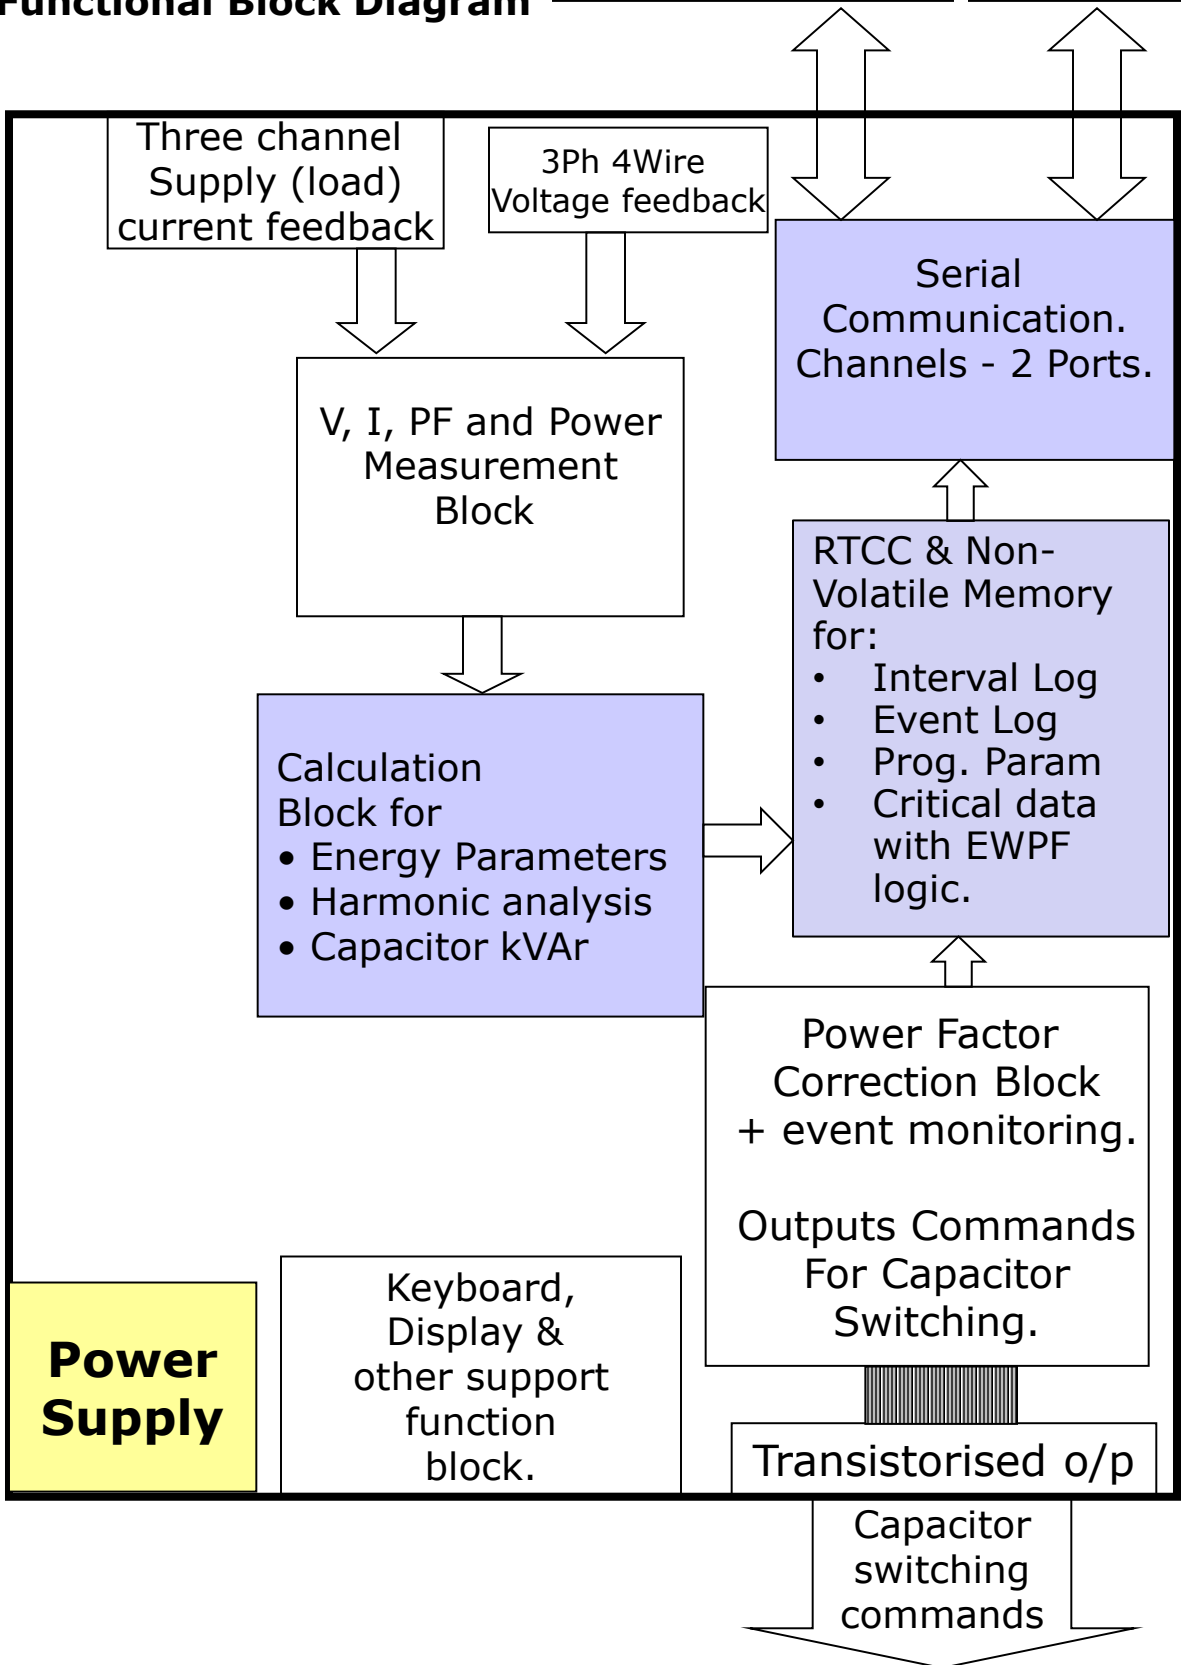 Functional Block Diagram
Three channel
Supply (load)
current feedback
3Ph 4Wire
Voltage feedback
Serial
Communication.
Channels - 2 Ports.
V, I, PF and Power
Measurement
Block
RTCC & Non-
Volatile Memory
for:
• Interval Log
• Event Log
• Prog. Param
• Critical data
with EWPF
logic.
Calculation
Block for
• Energy Parameters
• Harmonic analysis
• Capacitor kVAr
Power Factor
Correction Block
+ event monitoring.
Outputs Commands
For Capacitor
Switching.
Power
Supply
Keyboard,
Display &
other support
function
block.
Transistorised o/p
Capacitor
switching
commands